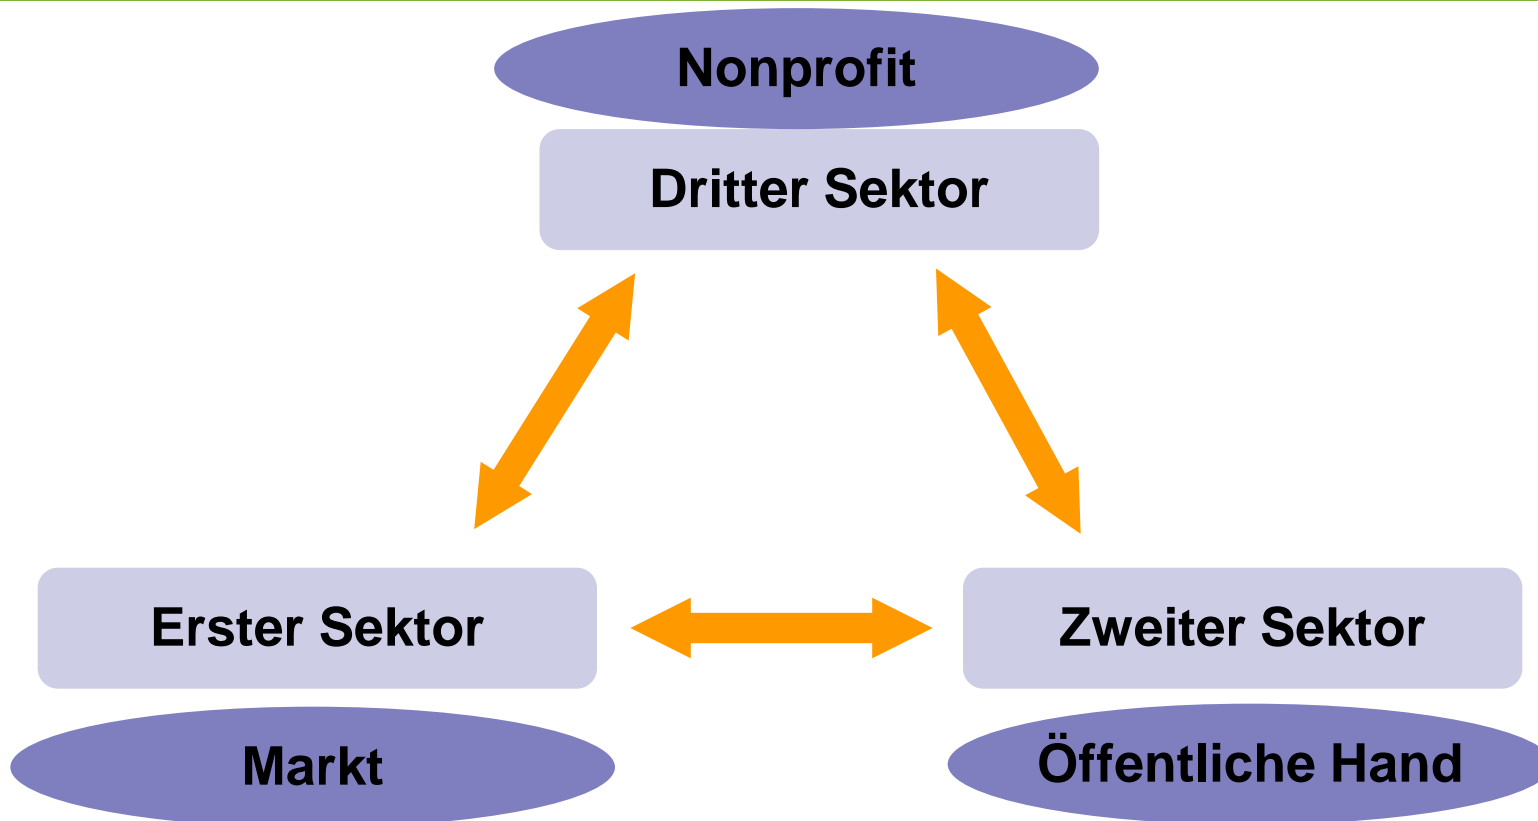 Nonprofit
Dritter Sektor
Erster Sektor
Zweiter Sektor
Markt
Öffentliche Hand